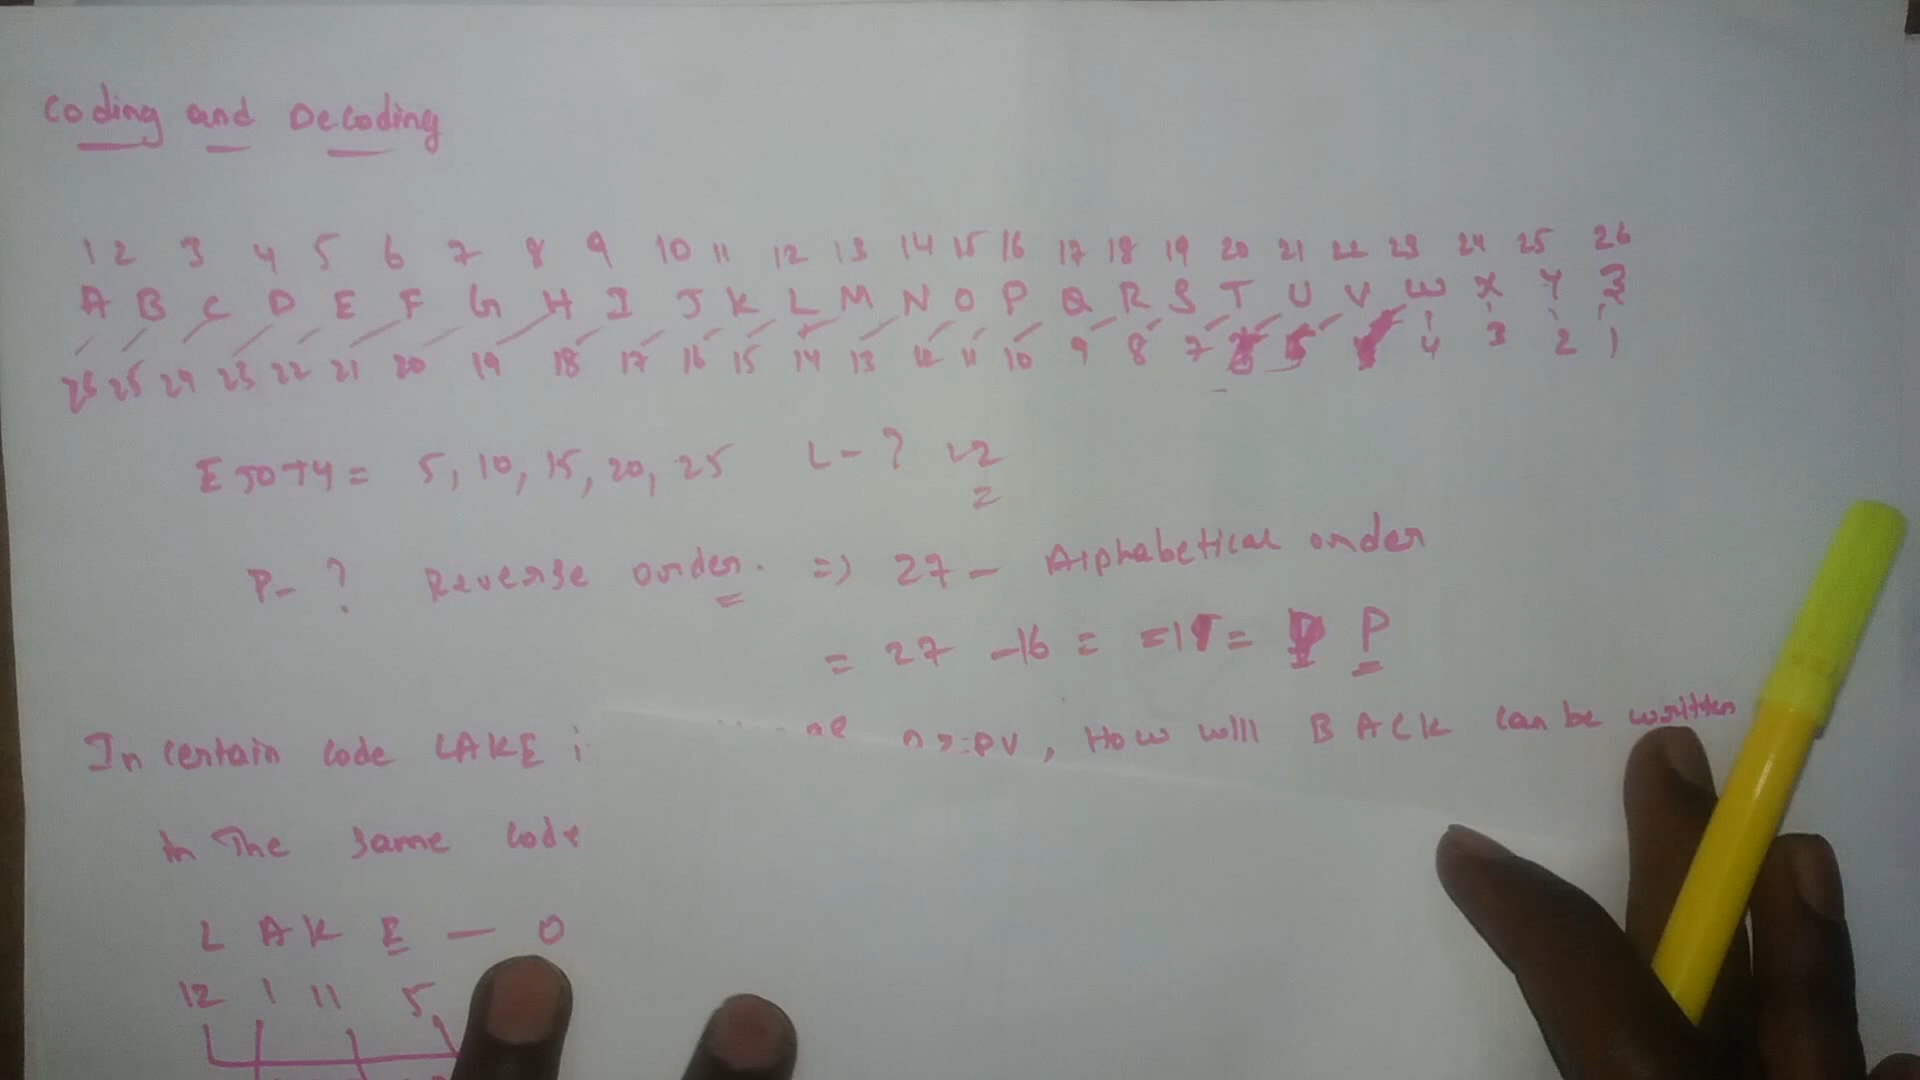 Coding and Decoding
1 2 3 4 5 6 7 8 9 10 11 12 13 14 15 16 17 18 19 20 21 22 23 24 25 26
A B C D E F G H I J K L M N O P Q R S T U V W X Y Z
26 25 24 23 22 21 20 19 18 17 16 15 14 13 12 11 10 9 8 7 6 5 4 3 2 1
EJOTY = 5, 10, 15, 20, 25 L - ? 12
P - ? Reverse order. => 27 - Alphabetical order
= 27 - 16 = = 11 = P
In certain code LAKE , How will BACK can be written
in The same code
L A K E — O
12 1 11 5